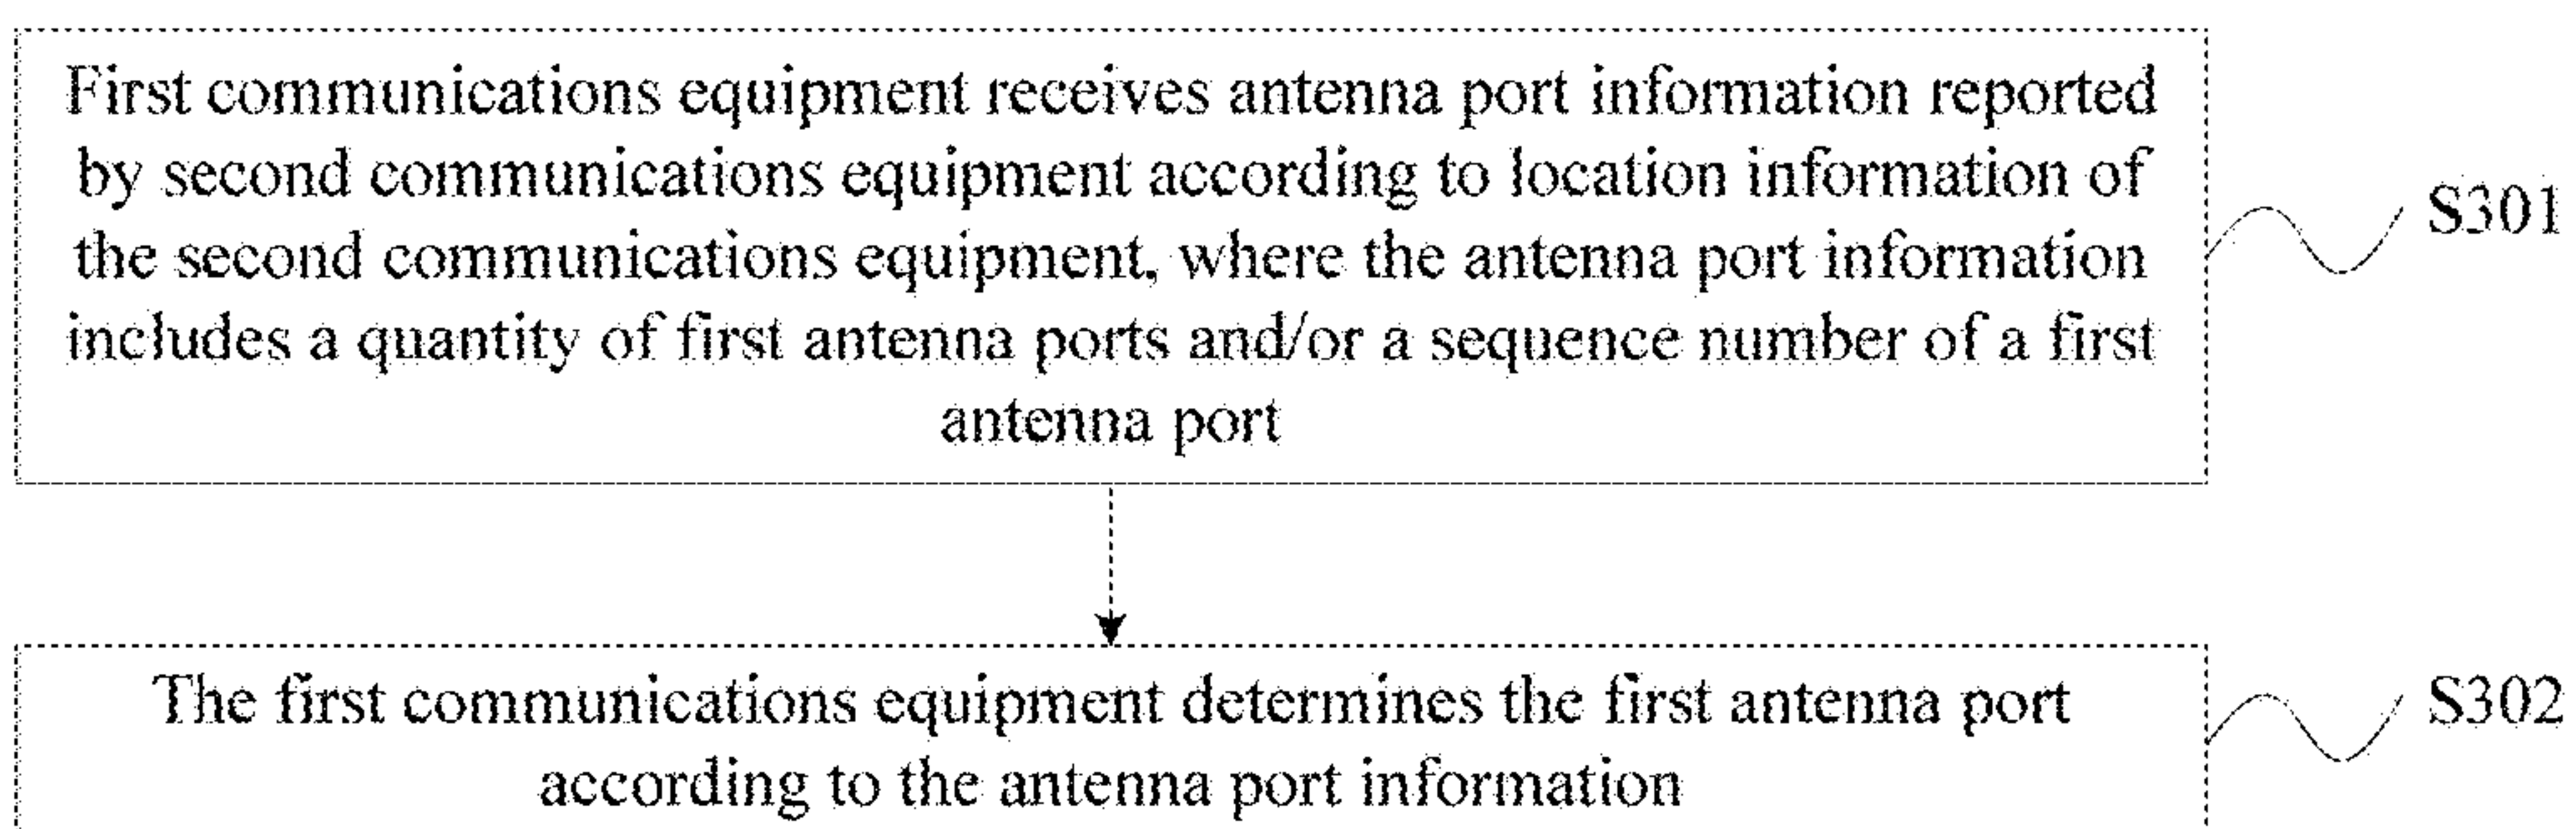 First communications equipment receives antenna port information reported
by second communications equipment according to location information of
the second communications equipment, where the antenna port information
includes a quantity of first antenna ports and/or a sequence number of a first
antenna port
S301
The first communications equipment determines the first antenna port
according to the antenna port information
S302